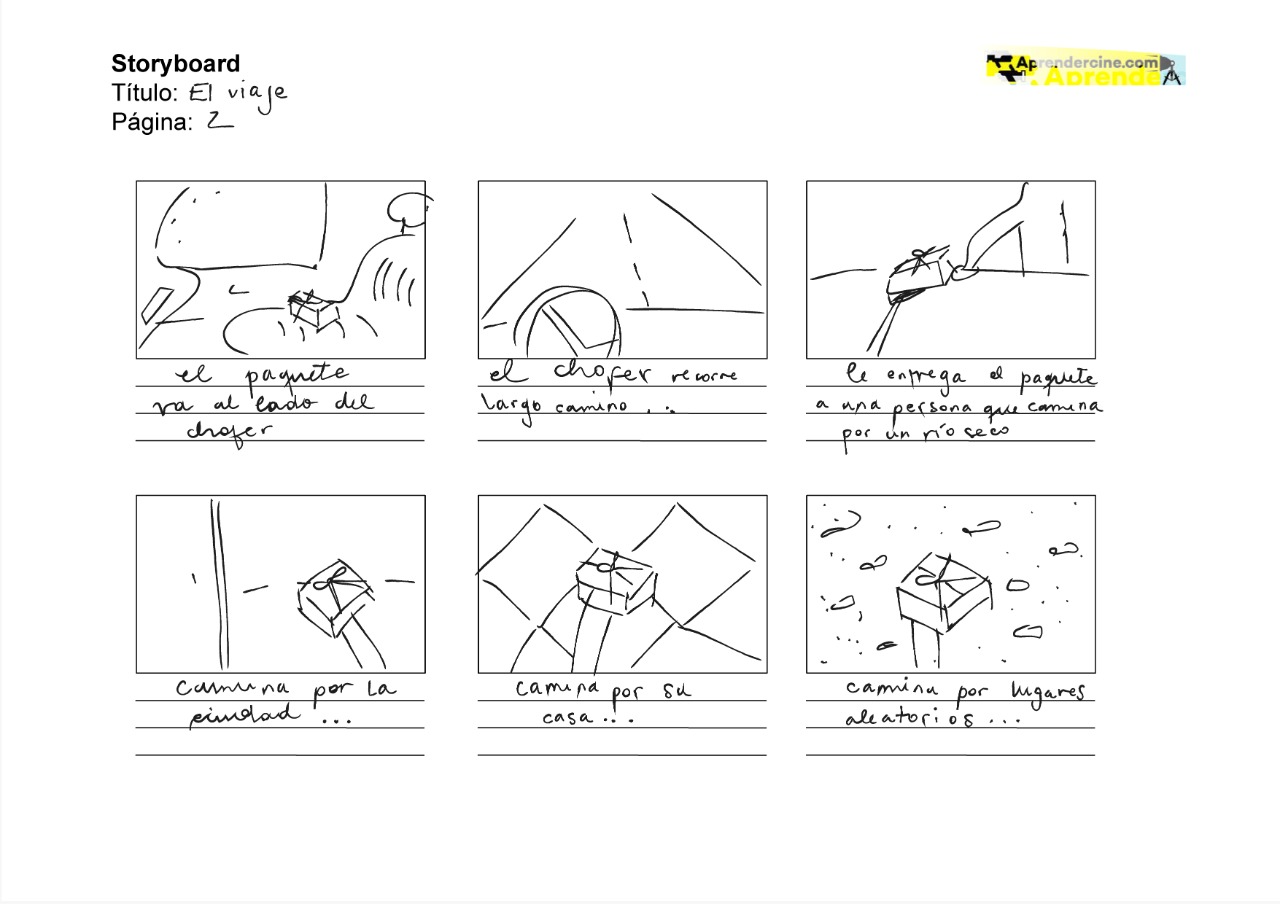 Storyboard
Título: El viaje
Página: 2
Aprendercine.com
Aprende
el paquete
va al lado del
chofer
el chofer recorre
largo camino...
le entrega el paquete
a una persona que camina
por un río seco
camina por la
ciudad ...
camina por su
casa ...
camina por lugares
aleatorios ...